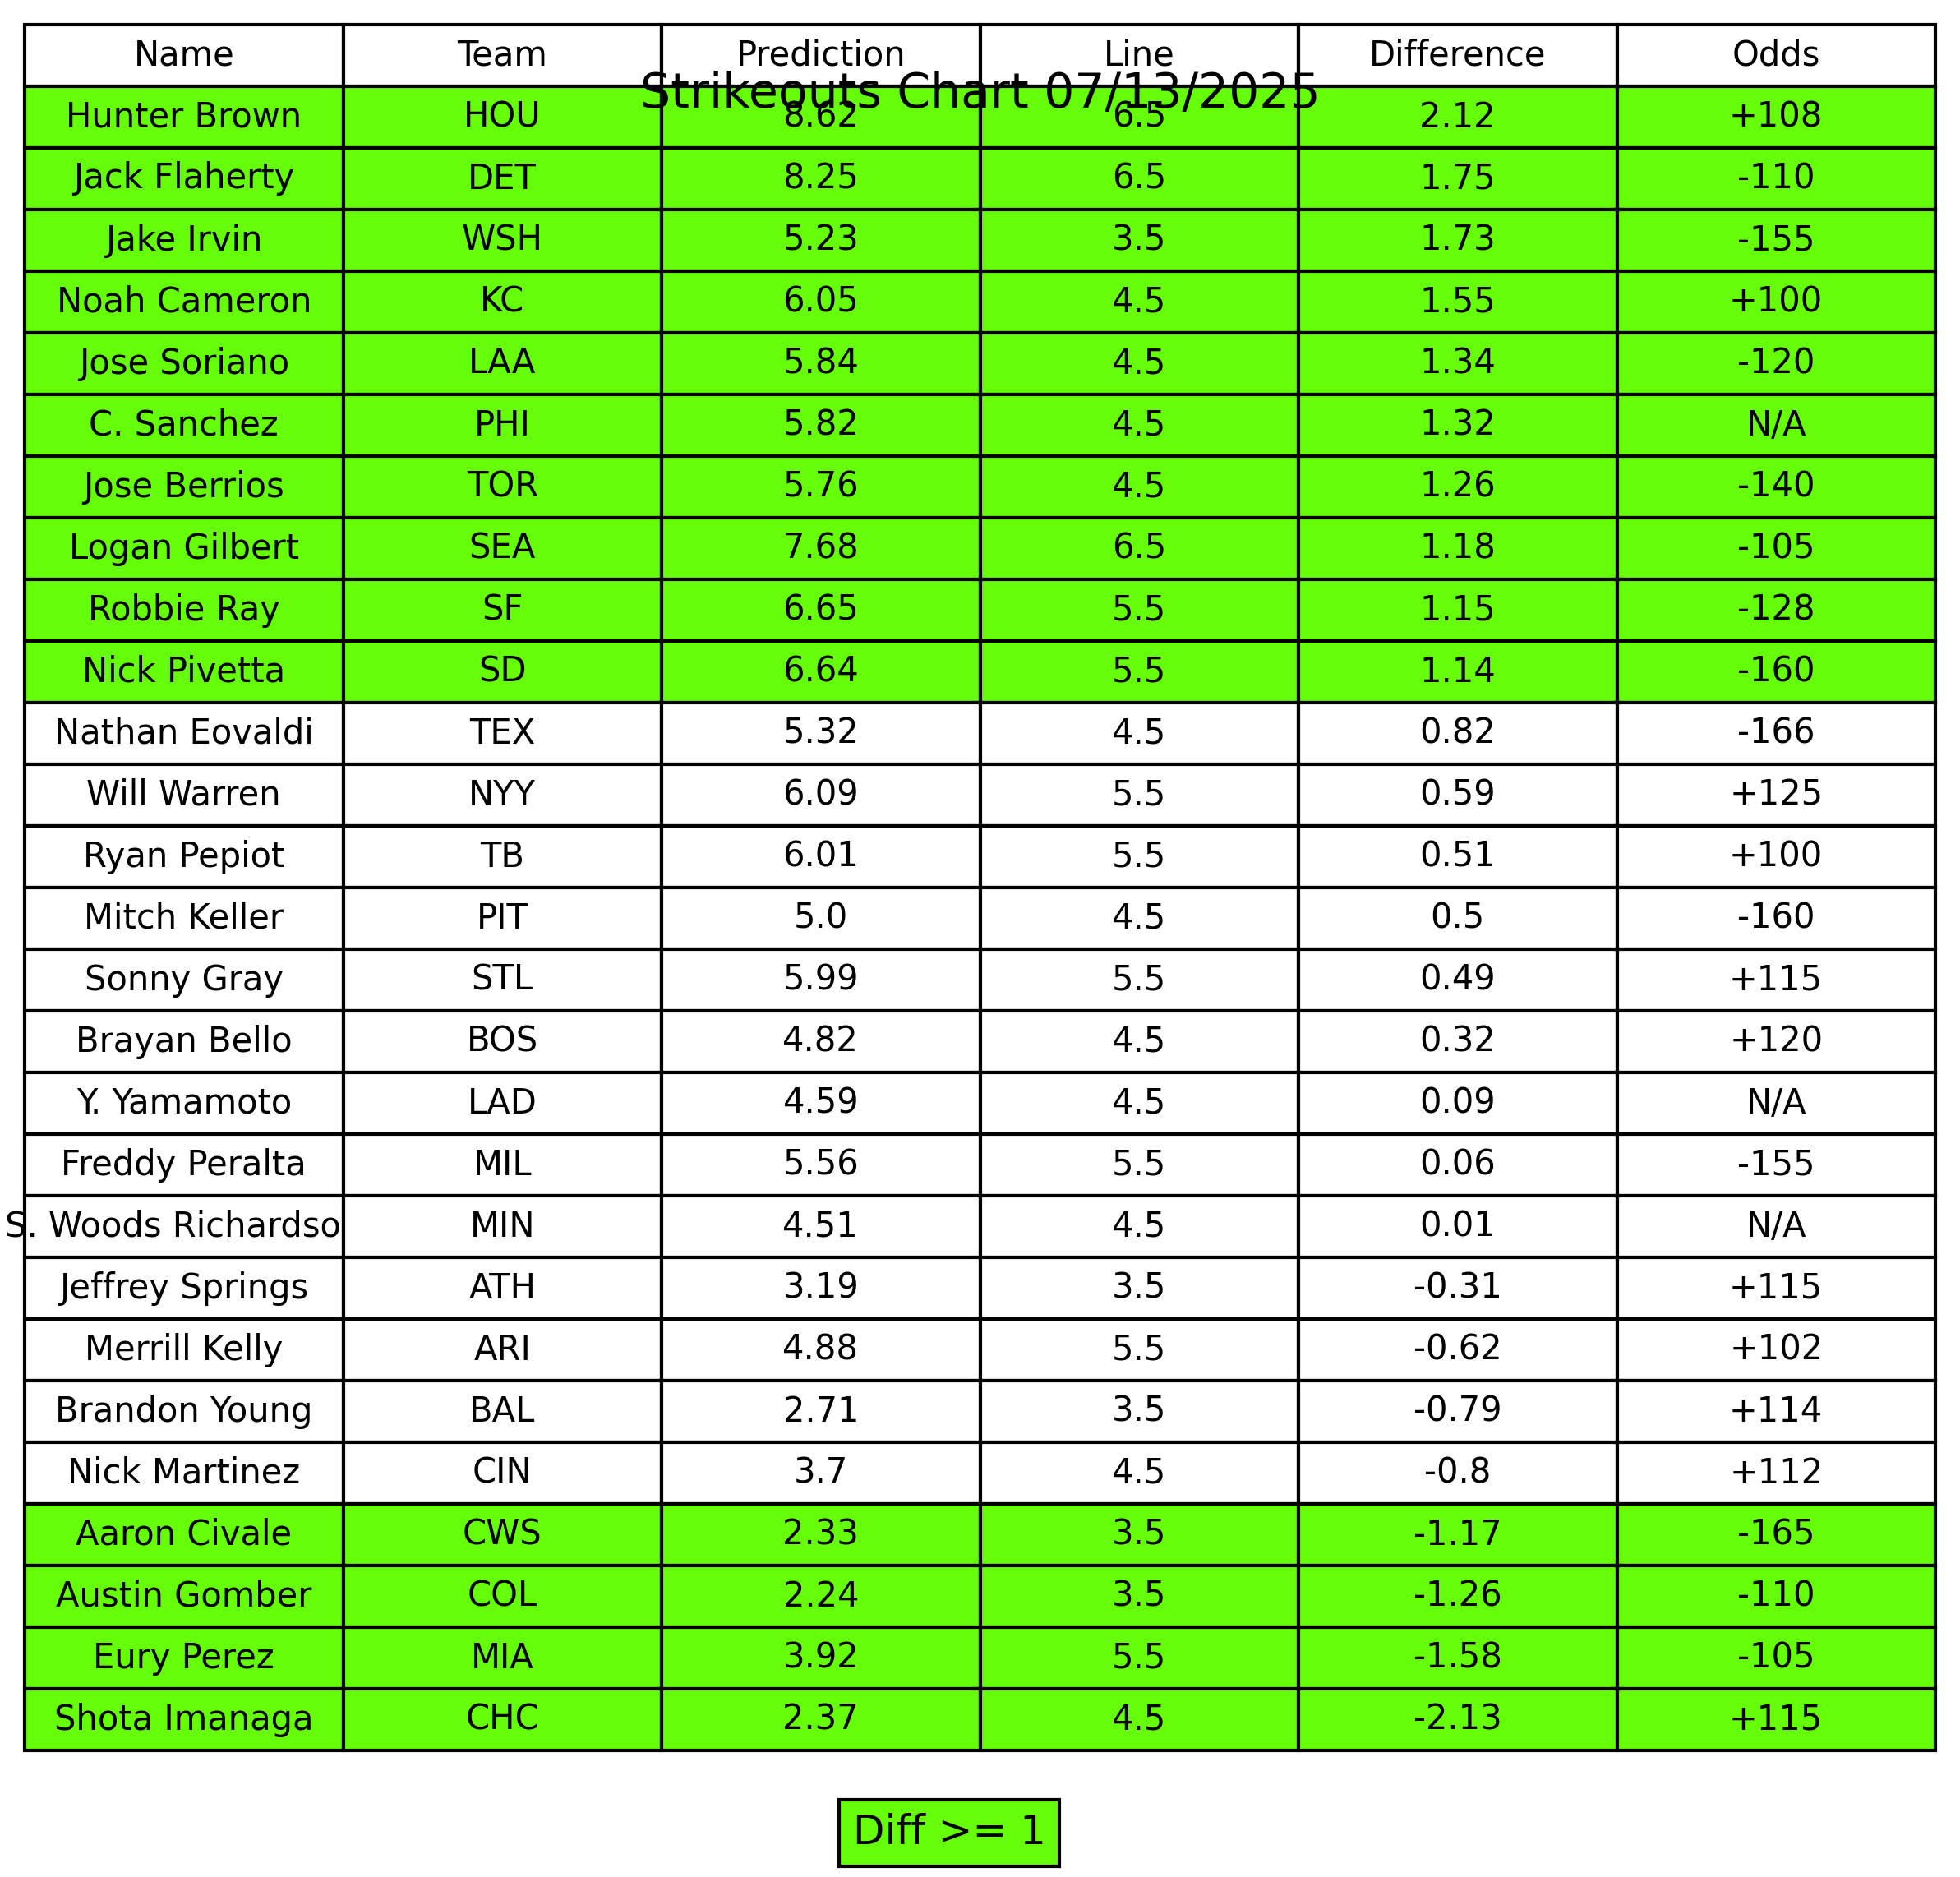 Name Team Prediction Line Difference Odds
Strikeouts Chart 07/13/2025
Hunter Brown HOU 8.62 6.5 2.12 +108
Jack Flaherty DET 8.25 6.5 1.75 -110
Jake Irvin WSH 5.23 3.5 1.73 -155
Noah Cameron KC 6.05 4.5 1.55 +100
Jose Soriano LAA 5.84 4.5 1.34 -120
C. Sanchez PHI 5.82 4.5 1.32 N/A
Jose Berrios TOR 5.76 4.5 1.26 -140
Logan Gilbert SEA 7.68 6.5 1.18 -105
Robbie Ray SF 6.65 5.5 1.15 -128
Nick Pivetta SD 6.64 5.5 1.14 -160
Nathan Eovaldi TEX 5.32 4.5 0.82 -166
Will Warren NYY 6.09 5.5 0.59 +125
Ryan Pepiot TB 6.01 5.5 0.51 +100
Mitch Keller PIT 5.0 4.5 0.5 -160
Sonny Gray STL 5.99 5.5 0.49 +115
Brayan Bello BOS 4.82 4.5 0.32 +120
Y. Yamamoto LAD 4.59 4.5 0.09 N/A
Freddy Peralta MIL 5.56 5.5 0.06 -155
S. Woods Richardso MIN 4.51 4.5 0.01 N/A
Jeffrey Springs ATH 3.19 3.5 -0.31 +115
Merrill Kelly ARI 4.88 5.5 -0.62 +102
Brandon Young BAL 2.71 3.5 -0.79 +114
Nick Martinez CIN 3.7 4.5 -0.8 +112
Aaron Civale CWS 2.33 3.5 -1.17 -165
Austin Gomber COL 2.24 3.5 -1.26 -110
Eury Perez MIA 3.92 5.5 -1.58 -105
Shota Imanaga CHC 2.37 4.5 -2.13 +115
Diff >= 1